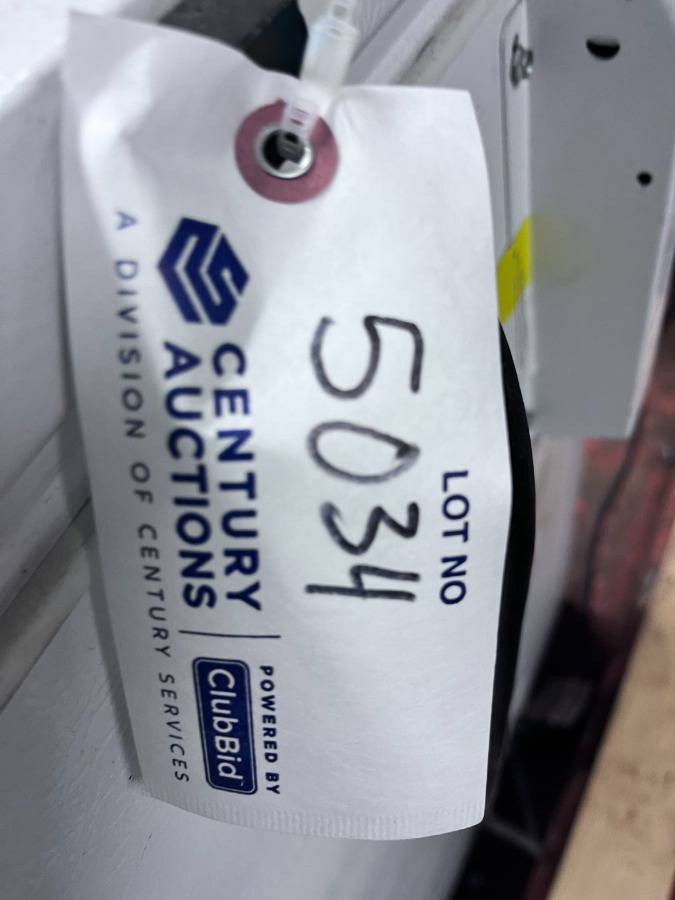 LOT NO
5034
CENTURY
AUCTIONS
POWERED BY
ClubBid
A DIVISION OF CENTURY SERVICES